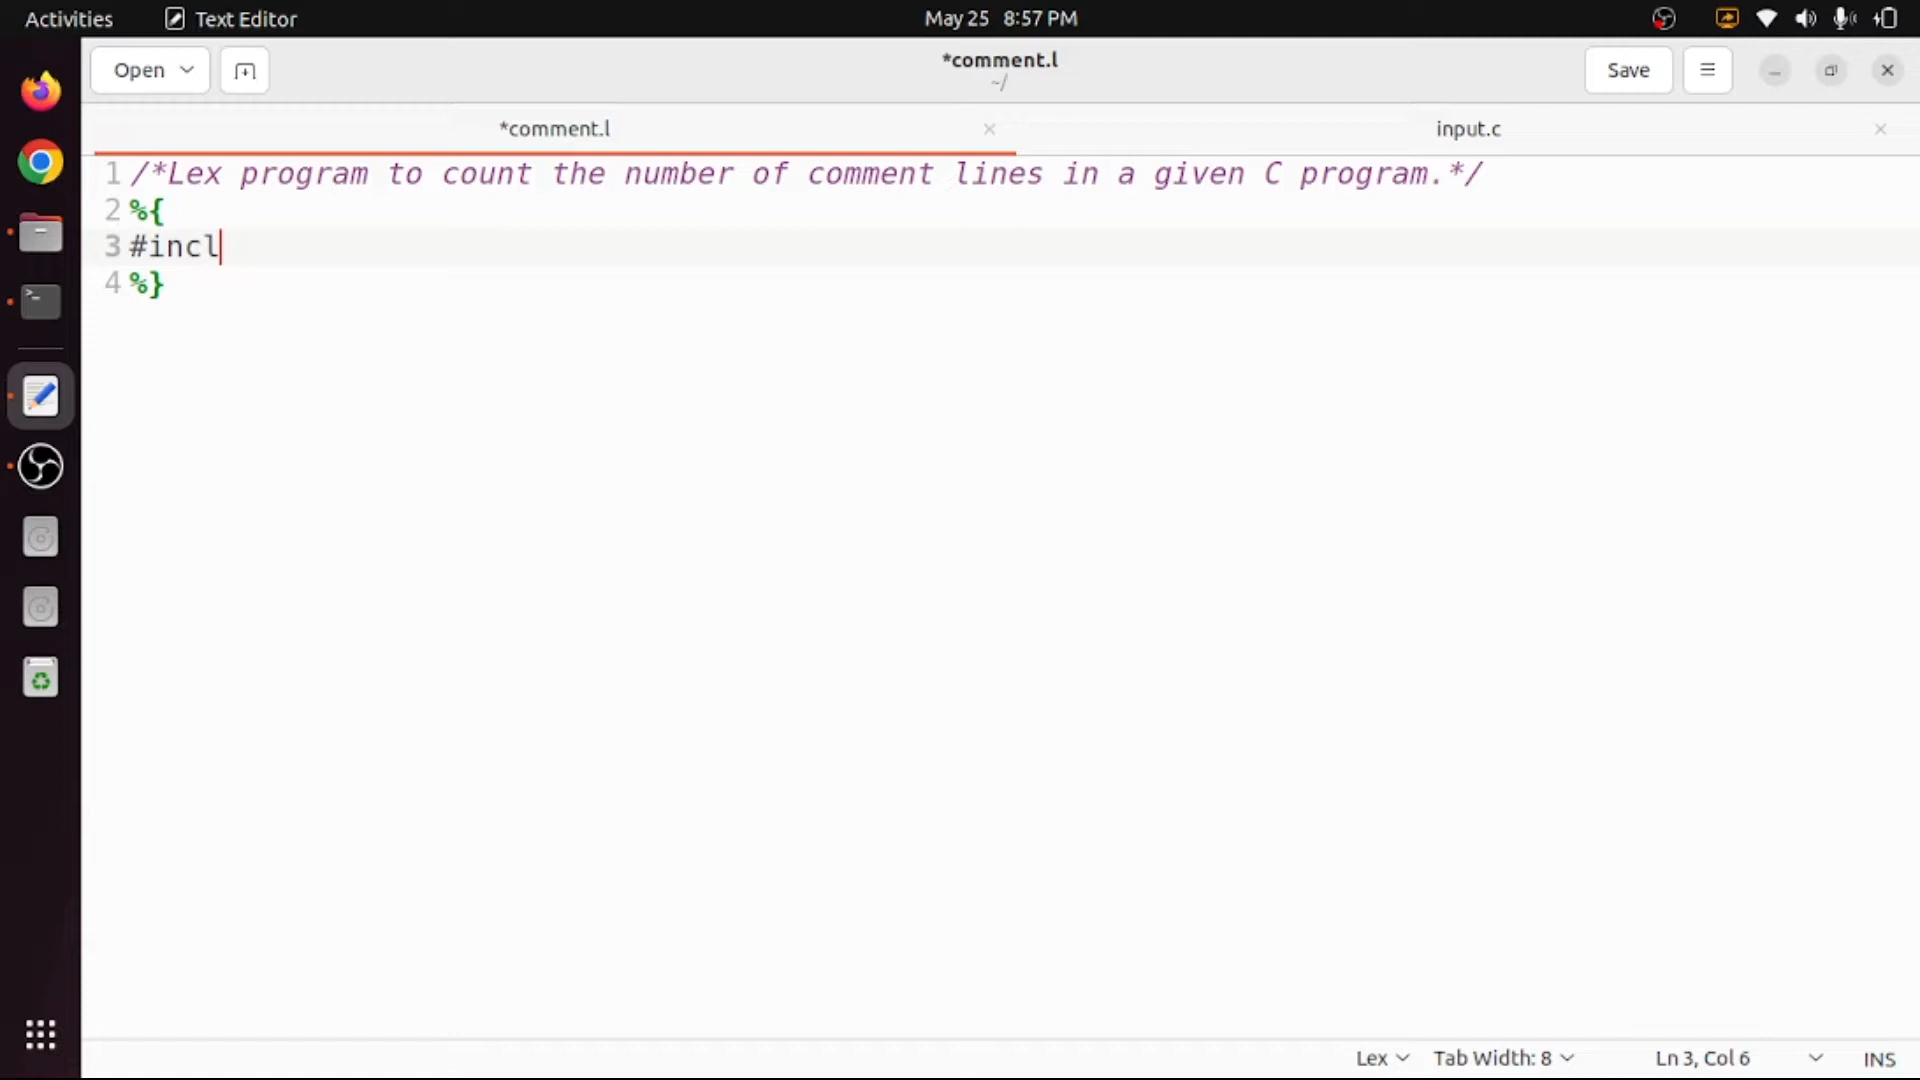 Activities Text Editor May 25 8:57 PM
Open *comment.l Save
~/
*comment.l input.c
1 /*Lex program to count the number of comment lines in a given C program.*/
2 %{
3 #incl
4 %}
Lex Tab Width: 8 Ln 3, Col 6 INS